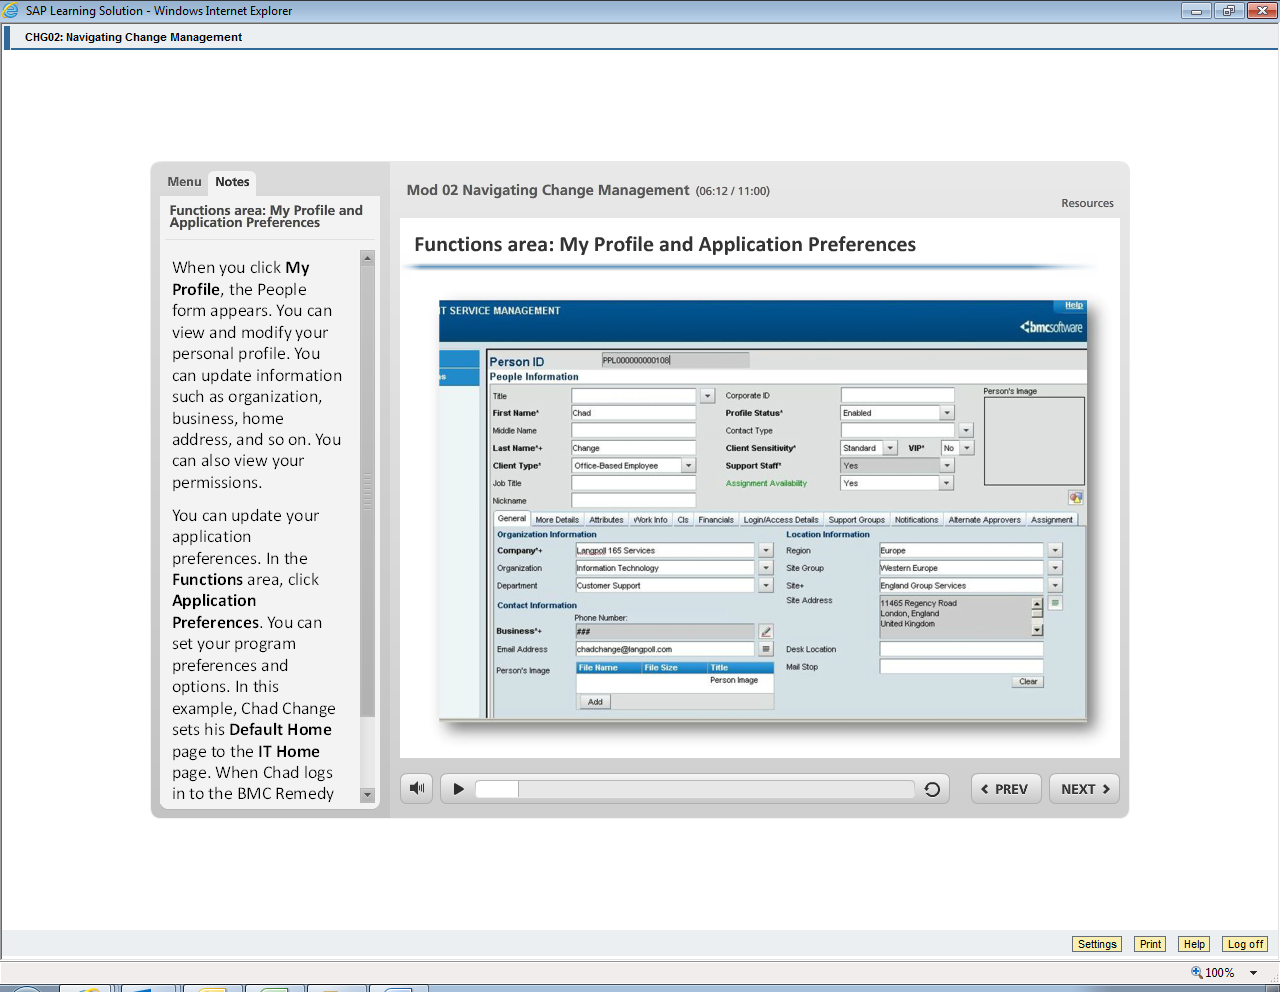 SAP Learning Solution - Windows Internet Explorer
CHG02: Navigating Change Management
Menu
Notes
Functions area: My Profile and
Application Preferences
When you click My
Profile, the People
form appears. You can
view and modify your
personal profile. You
can update information
such as organization,
business, home
address, and so on. You
can also view your
permissions.
You can update your
application
preferences. In the
Functions area, click
Application
Preferences. You can
set your program
preferences and
options. In this
example, Chad Change
sets his Default Home
page to the IT Home
page. When Chad logs
in to the BMC Remedy
Mod 02 Navigating Change Management (06:12 / 11:00)
Resources
Functions area: My Profile and Application Preferences
IT SERVICE MANAGEMENT
Help
bmcsoftware
Person ID
PPL000000000108
People Information
Title
Corporate ID
Person's Image
First Name*
Chad
Profile Status*
Enabled
Middle Name
Contact Type
Last Name*+
Change
Client Sensitivity*
Standard
VIP*
No
Client Type*
Office-Based Employee
Support Staff*
Yes
Job Title
Assignment Availability
Yes
Nickname
General
More Details
Attributes
Work Info
CIs
Financials
Login/Access Details
Support Groups
Notifications
Alternate Approvers
Assignment
Organization Information
Location Information
Company*+
Langpoll 165 Services
Region
Europe
Organization
Information Technology
Site Group
Western Europe
Department
Customer Support
Site+
England Group Services
Contact Information
Site Address
11465 Regency Road
London, England
United Kingdom
Phone Number:
Business*+
###
Email Address
chadchange@langpoll.com
Desk Location
Person's Image
File Name
File Size
Title
Mail Stop
Person Image
Clear
Add
PREV
NEXT
Settings
Print
Help
Log off
100%